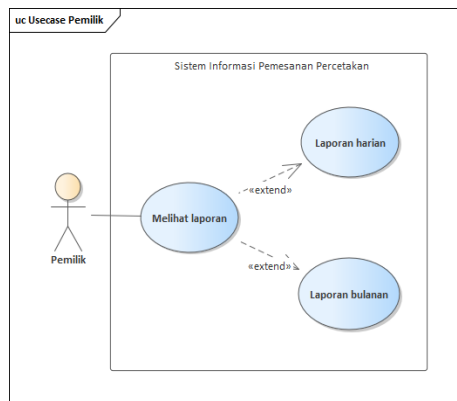 uc Usecase Pemilik
Sistem Informasi Pemesanan Percetakan
Laporan harian
«extend»
Melihat laporan
Pemilik
«extend»
Laporan bulanan